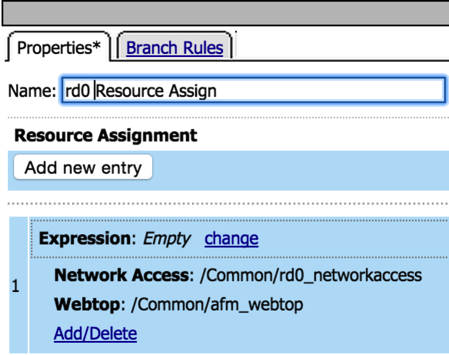 Properties* Branch Rules
Name: rd0 Resource Assign
Resource Assignment
Add new entry
Expression: Empty change
1
Network Access: /Common/rd0_networkaccess
Webtop: /Common/afm_webtop
Add/Delete